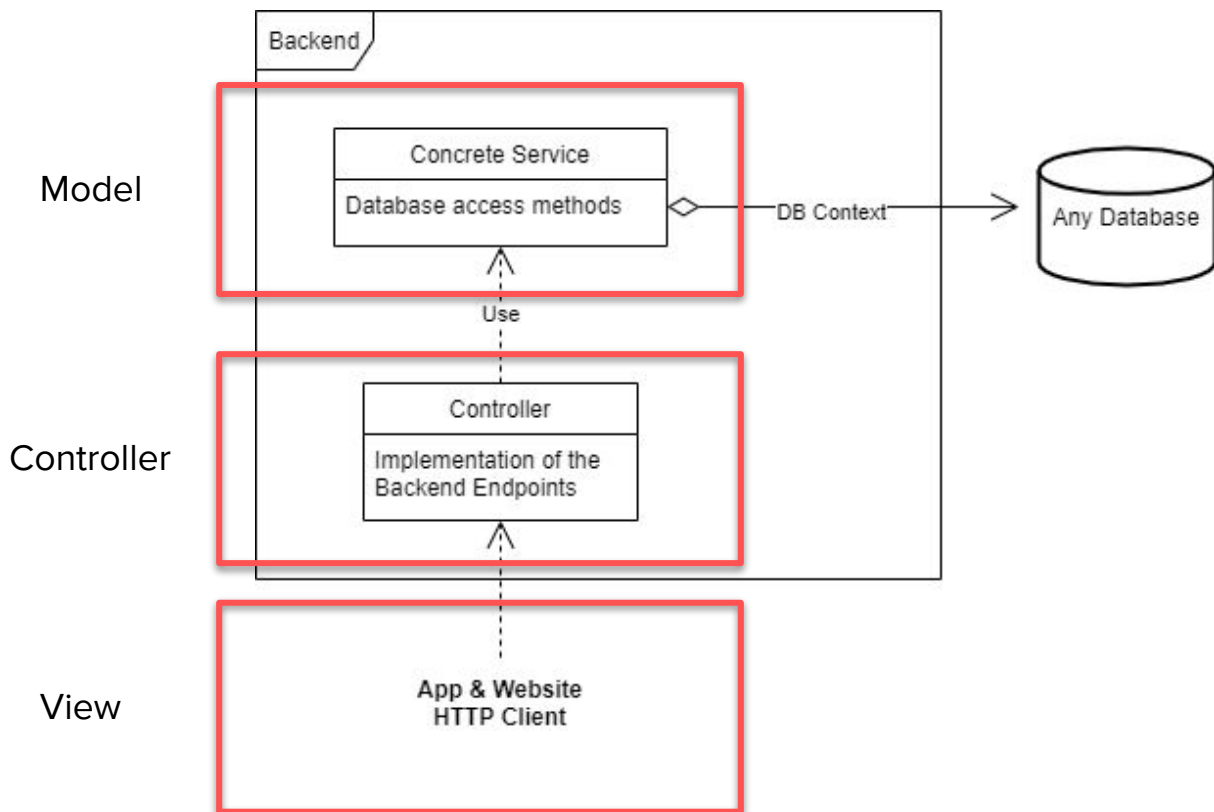 Backend
Model
Concrete Service
Database access methods
DB Context
Any Database
Use
Controller
Controller
Implementation of the
Backend Endpoints
View
App & Website
HTTP Client